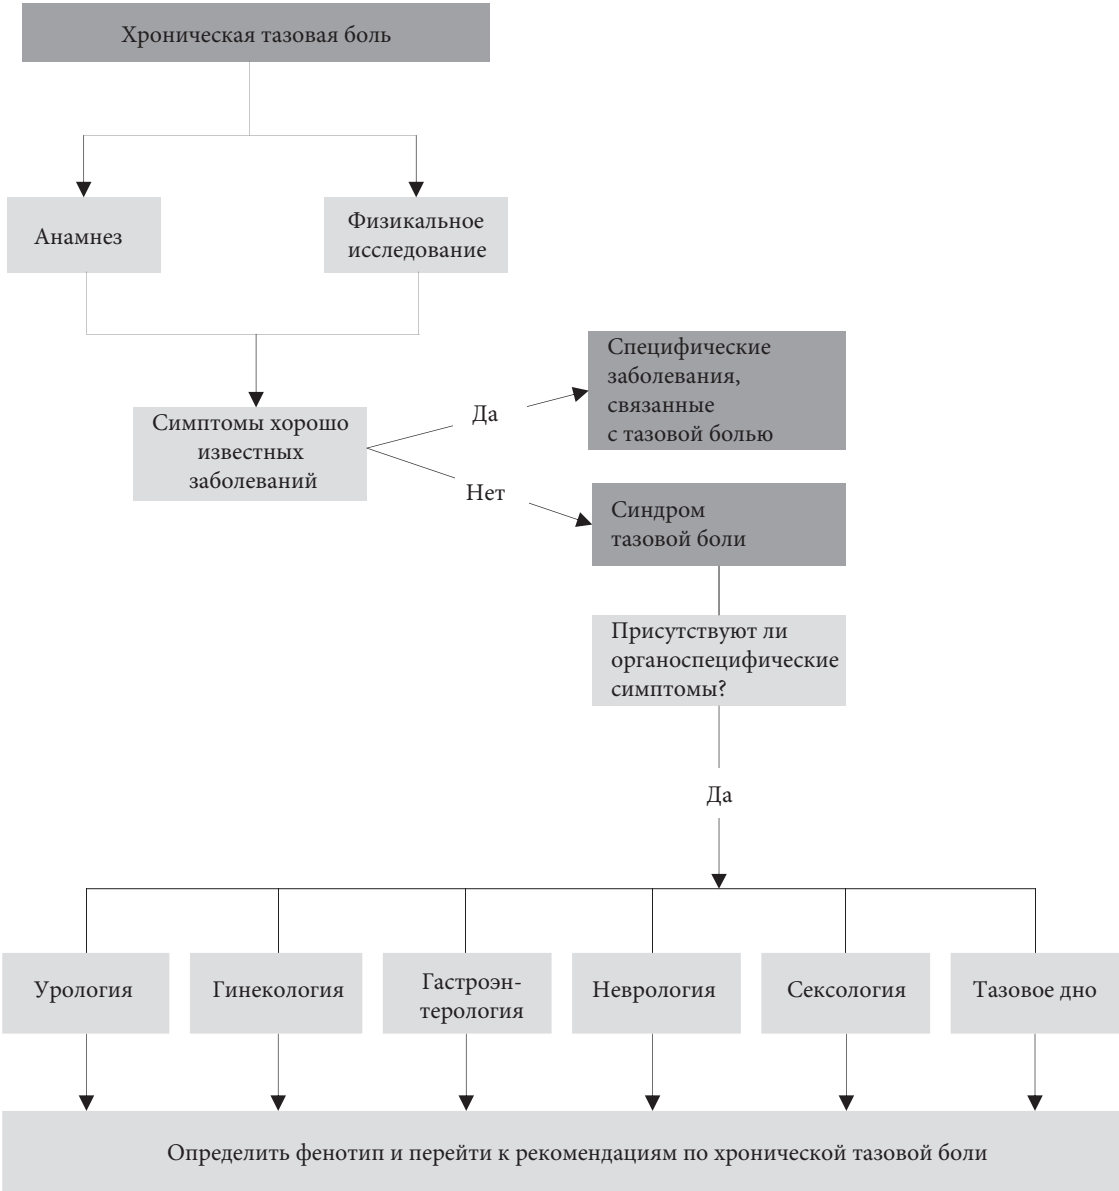 Хроническая тазовая боль
Анамнез
Физикальное
исследование
Симптомы хорошо
известных
заболеваний
Да
Нет
Специфические
заболевания,
связанные
с тазовой болью
Синдром
тазовой боли
Присутствуют ли
органоспецифические
симптомы?
Да
Урология
Гинекология
Гастроэн-
терология
Неврология
Сексология
Тазовое дно
Определить фенотип и перейти к рекомендациям по хронической тазовой боли